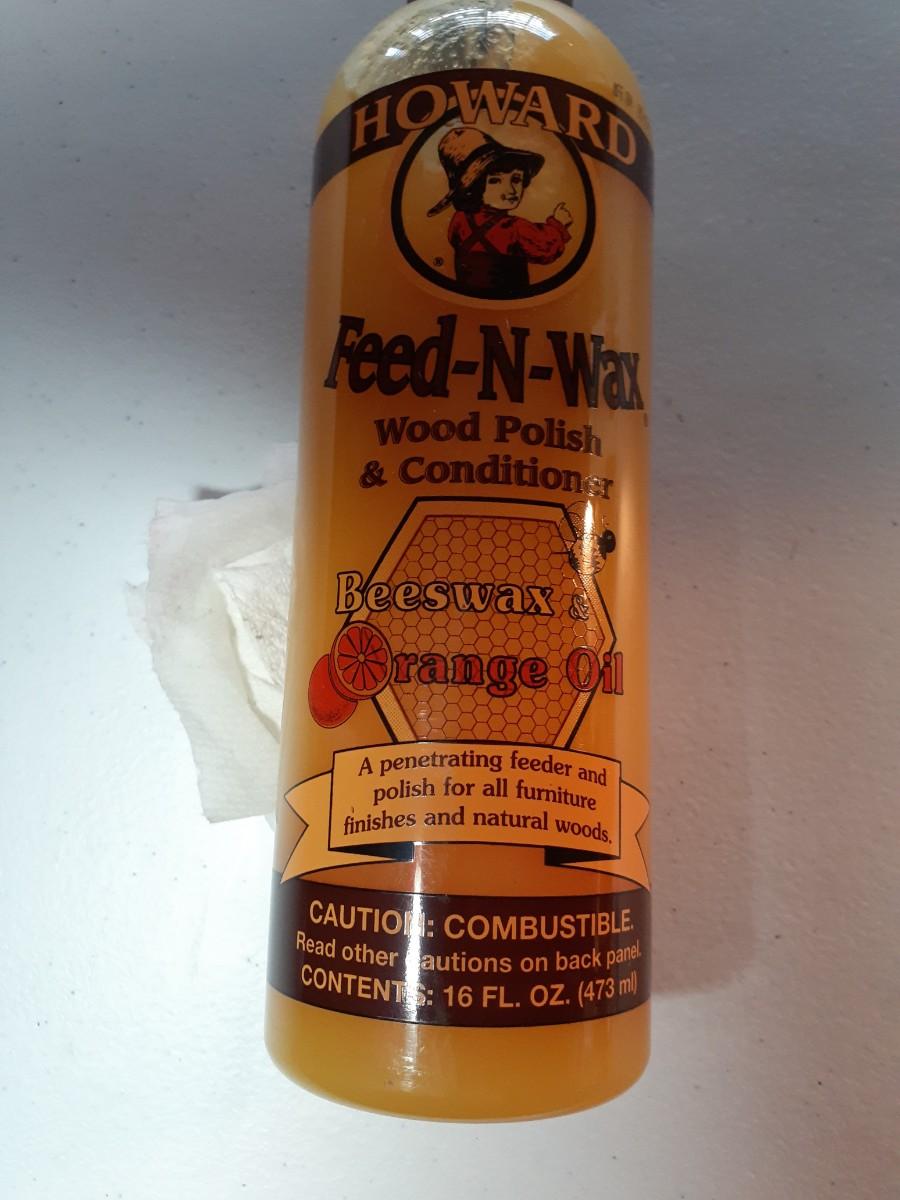 HOWARD
®
Feed-N-Wax®
Wood Polish
& Conditioner
Beeswax &
Orange Oil
A penetrating feeder and
polish for all furniture
finishes and natural woods.
CAUTION: COMBUSTIBLE.
Read other cautions on back panel.
CONTENTS: 16 FL. OZ. (473 ml)